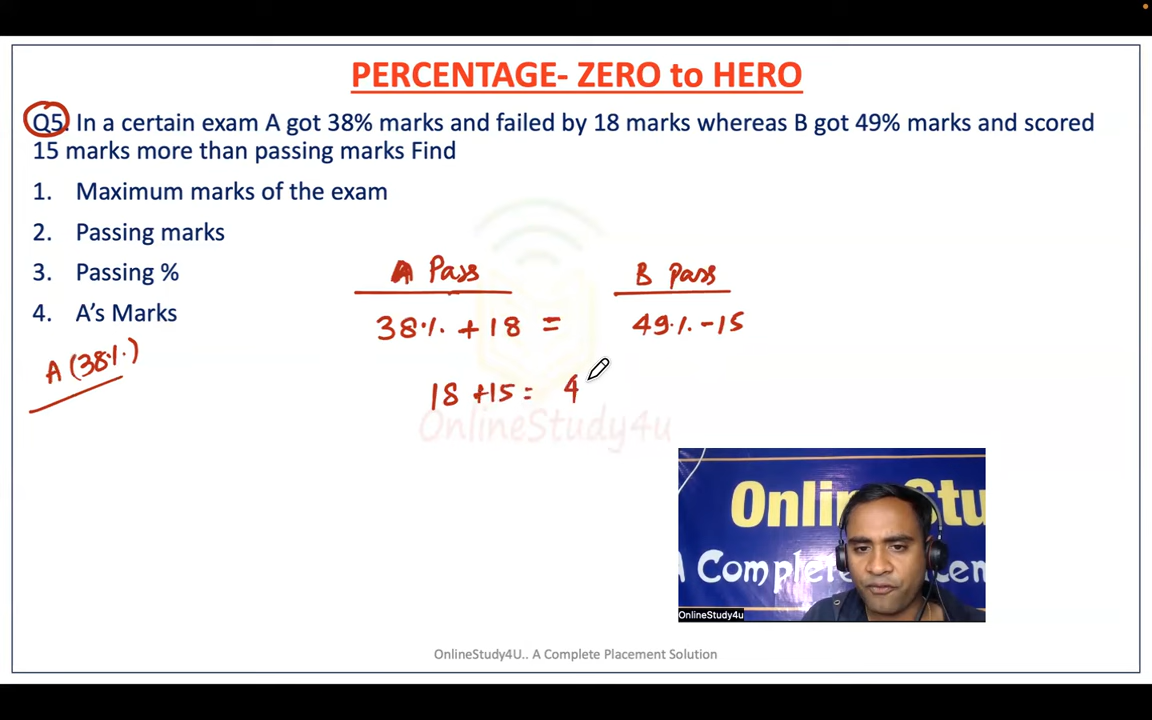 PERCENTAGE- ZERO to HERO
Q5. In a certain exam A got 38% marks and failed by 18 marks whereas B got 49% marks and scored
15 marks more than passing marks Find
1. Maximum marks of the exam
2. Passing marks
3. Passing %
4. A's Marks
A (38%)
A Pass
B Pass
38% + 18 = 49% - 15
18 + 15 = 4
OnlineStudy4u
Onlin Stu
A Complete
cemen
OnlineStudy4u
OnlineStudy4U.. A Complete Placement Solution